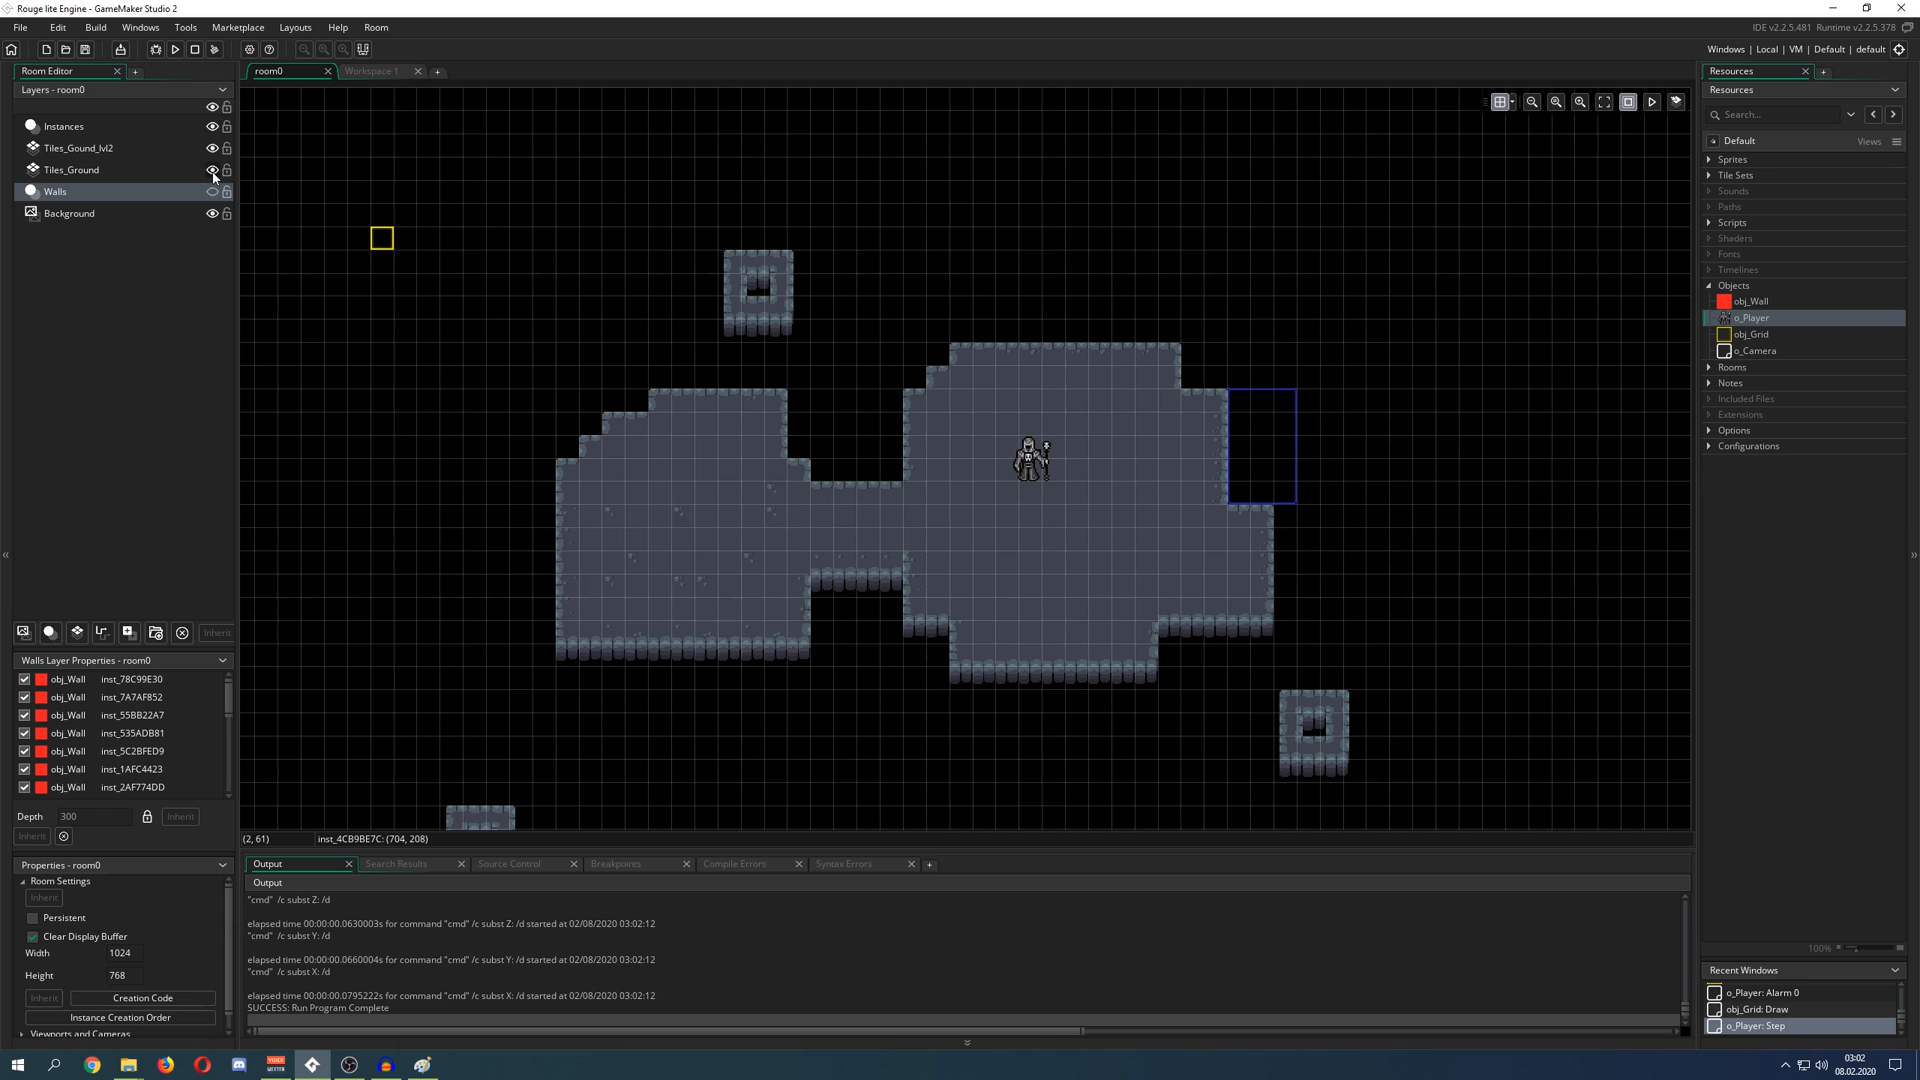 Rouge lite Engine - GameMaker Studio 2
File Edit Build Windows Tools Marketplace Layouts Help Room
IDE v2.2.5.481 Runtime v2.2.5.378
Windows | Local | VM | Default | default
Room Editor
room0
Workspace 1
Resources
Layers - room0
Resources
Search...
Instances
Default
Views
Tiles_Gound_lvl2
Sprites
Tiles_Ground
Tile Sets
Walls
Sounds
Paths
Background
Scripts
Shaders
Fonts
Timelines
Objects
obj_Wall
o_Player
obj_Grid
o_Camera
Rooms
Notes
Included Files
Extensions
Options
Configurations
Inherit
Walls Layer Properties - room0
obj_Wall inst_78C99E30
obj_Wall inst_7A7AF852
obj_Wall inst_55BB22A7
obj_Wall inst_535ADB81
obj_Wall inst_5C2BFED9
obj_Wall inst_1AFC4423
obj_Wall inst_2AF774DD
Depth 300 Inherit
Inherit
(2, 61) inst_4CB9BE7C: (704, 208)
Properties - room0
Room Settings
Inherit
Persistent
Clear Display Buffer
Width 1024
Height 768
Inherit Creation Code
Instance Creation Order
Viewports and Cameras
Output Search Results Source Control Breakpoints Compile Errors Syntax Errors
Output
"cmd" /c subst Z: /d
elapsed time 00:00:00.0630003s for command "cmd" /c subst Z: /d started at 02/08/2020 03:02:12
"cmd" /c subst Y: /d
elapsed time 00:00:00.0660004s for command "cmd" /c subst Y: /d started at 02/08/2020 03:02:12
"cmd" /c subst X: /d
elapsed time 00:00:00.0795222s for command "cmd" /c subst X: /d started at 02/08/2020 03:02:12
SUCCESS: Run Program Complete
100%
Recent Windows
o_Player: Alarm 0
obj_Grid: Draw
o_Player: Step
03:02
08.02.2020